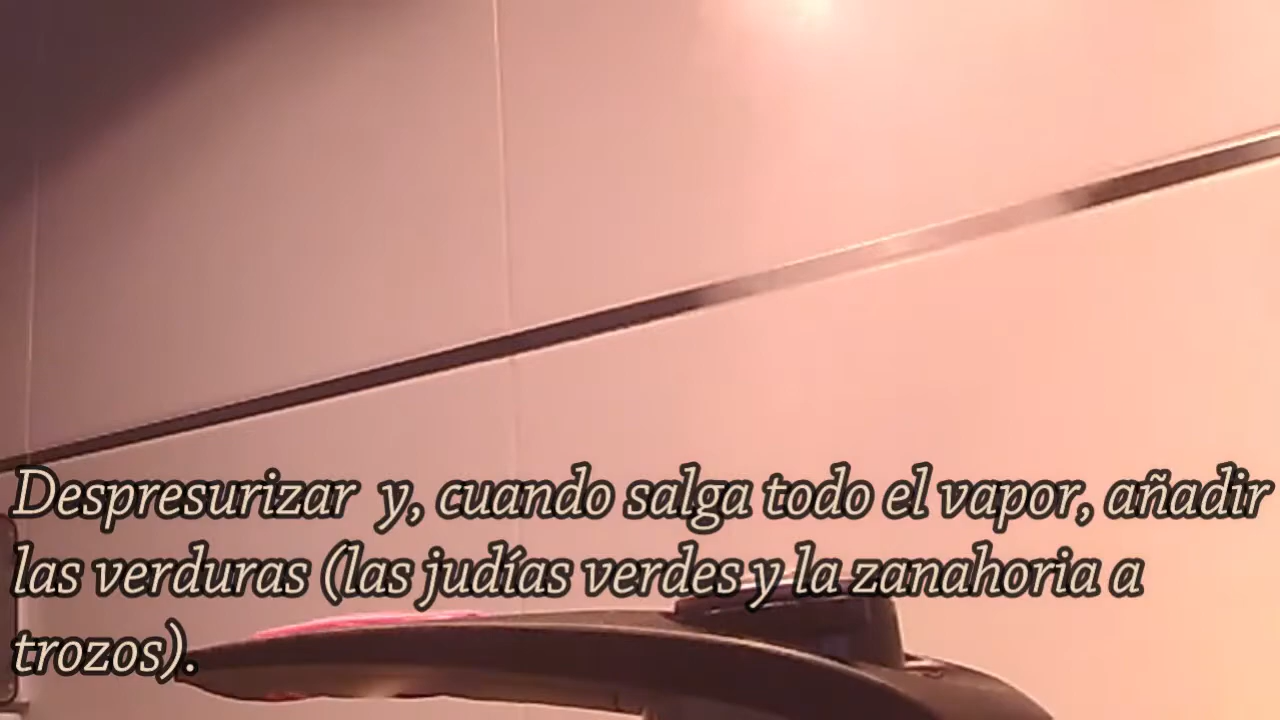 Despresurizar y, cuando salga todo el vapor, añadir
las verduras (las judías verdes y la zanahoria a
trozos).